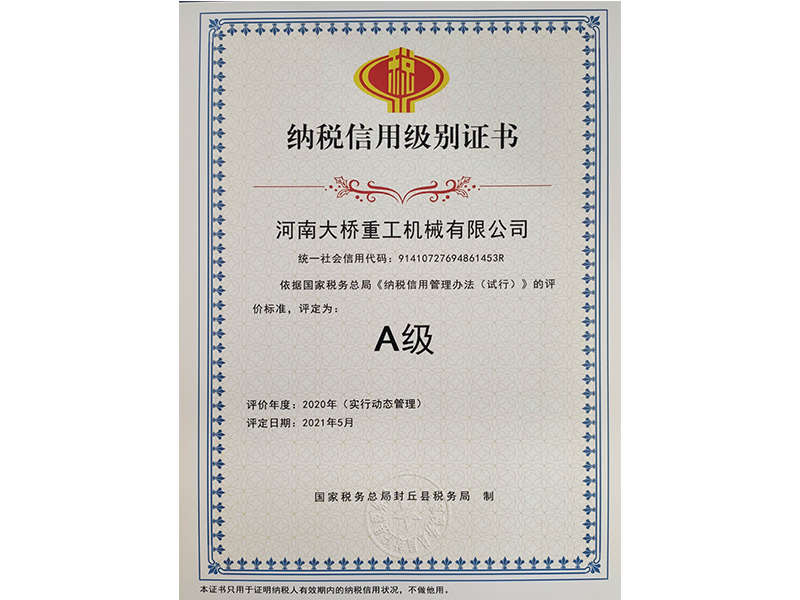 税
纳税信用级别证书
河南大桥重工机械有限公司
统一社会信用代码：91410727694861453R
依据国家税务总局《纳税信用管理办法（试行）》的评
价标准，评定为：
A级
评价年度：2020年（实行动态管理）
评定日期：2021年5月
国家税务总局封丘县税务局 制
本证书只用于证明纳税人有效期内的纳税信用状况，不做他用。